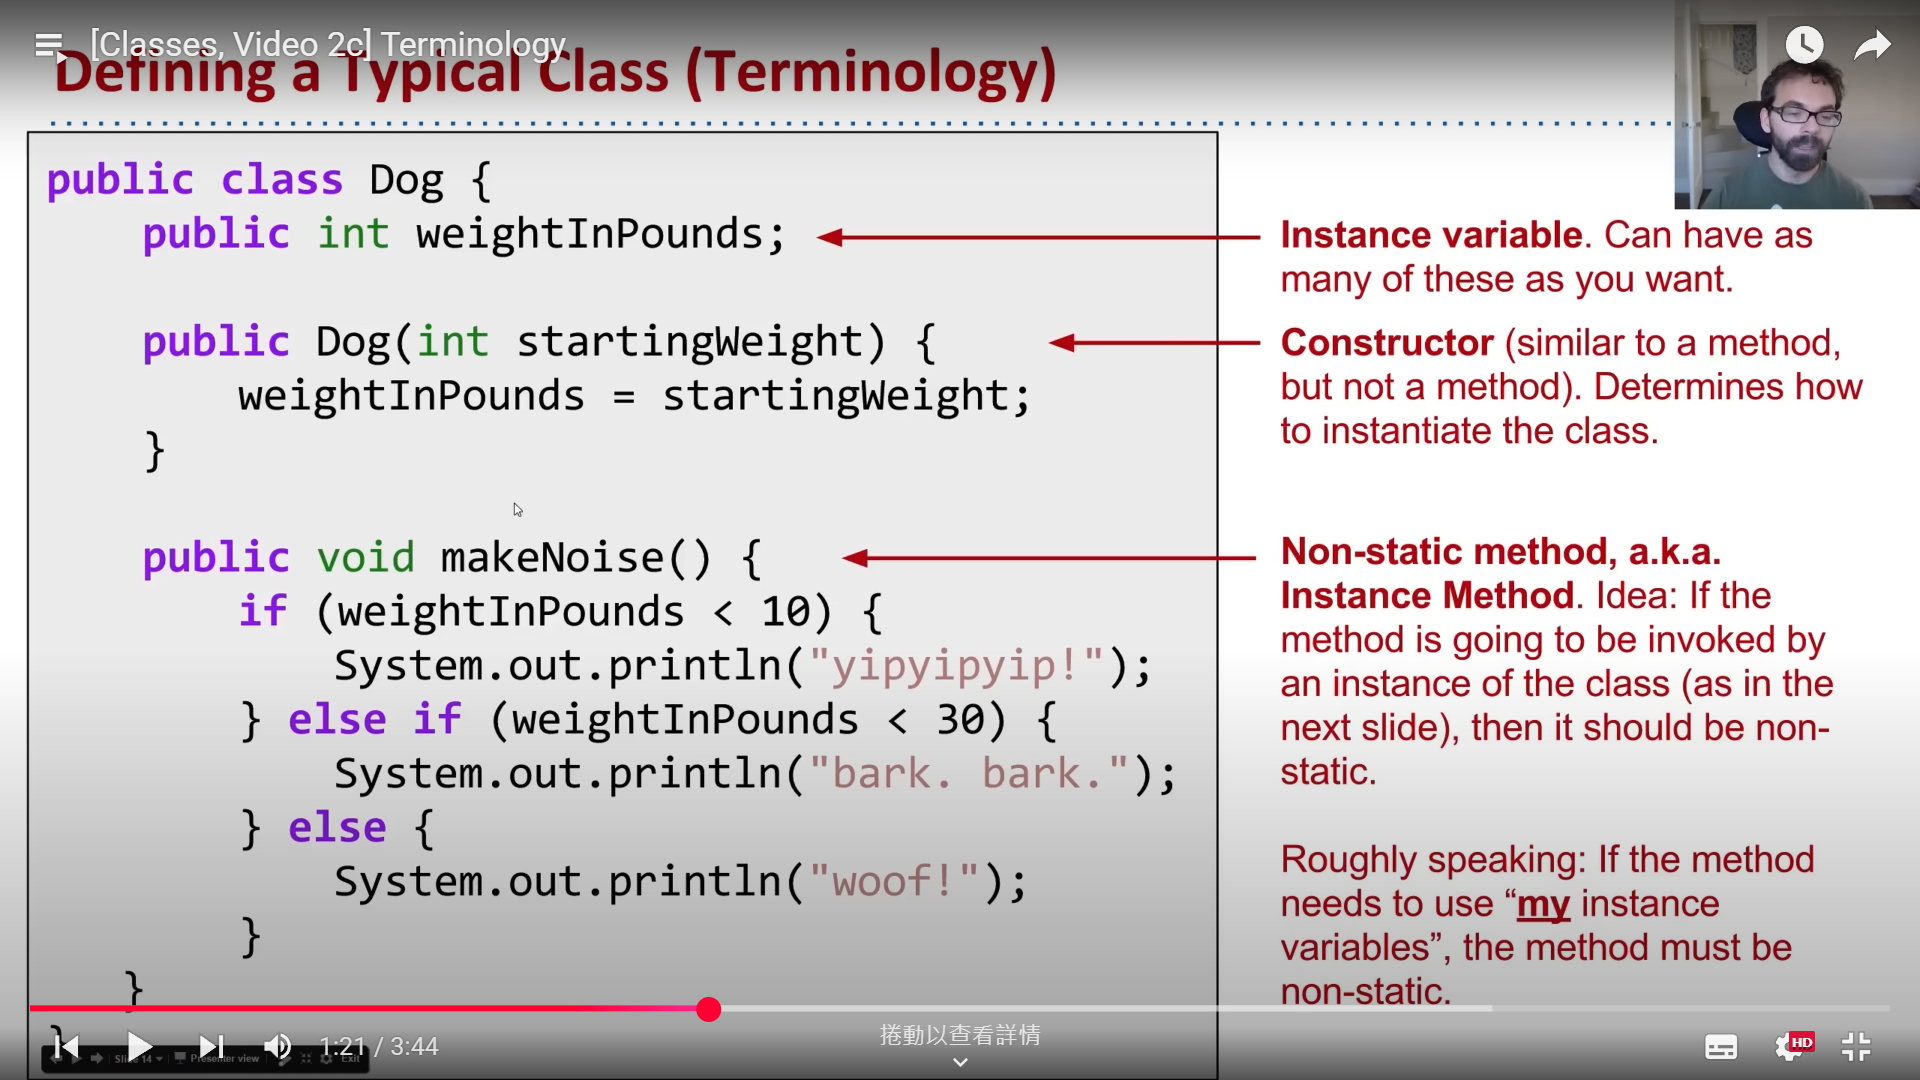 [Classes, Video 2c] Terminology
Defining a Typical Class (Terminology)
public class Dog {
public int weightInPounds;
public Dog(int startingWeight) {
weightInPounds = startingWeight;
}
public void makeNoise() {
if (weightInPounds < 10) {
System.out.println("yipyipyip!");
} else if (weightInPounds < 30) {
System.out.println("bark. bark.");
} else {
System.out.println("woof!");
}
}
}
Instance variable. Can have as
many of these as you want.
Constructor (similar to a method,
but not a method). Determines how
to instantiate the class.
Non-static method, a.k.a.
Instance Method. Idea: If the
method is going to be invoked by
an instance of the class (as in the
next slide), then it should be non-
static.
Roughly speaking: If the method
needs to use “my instance
variables”, the method must be
non-static.
1:21 / 3:44
捲動以查看詳情
HD
14
Presenter view
Exit